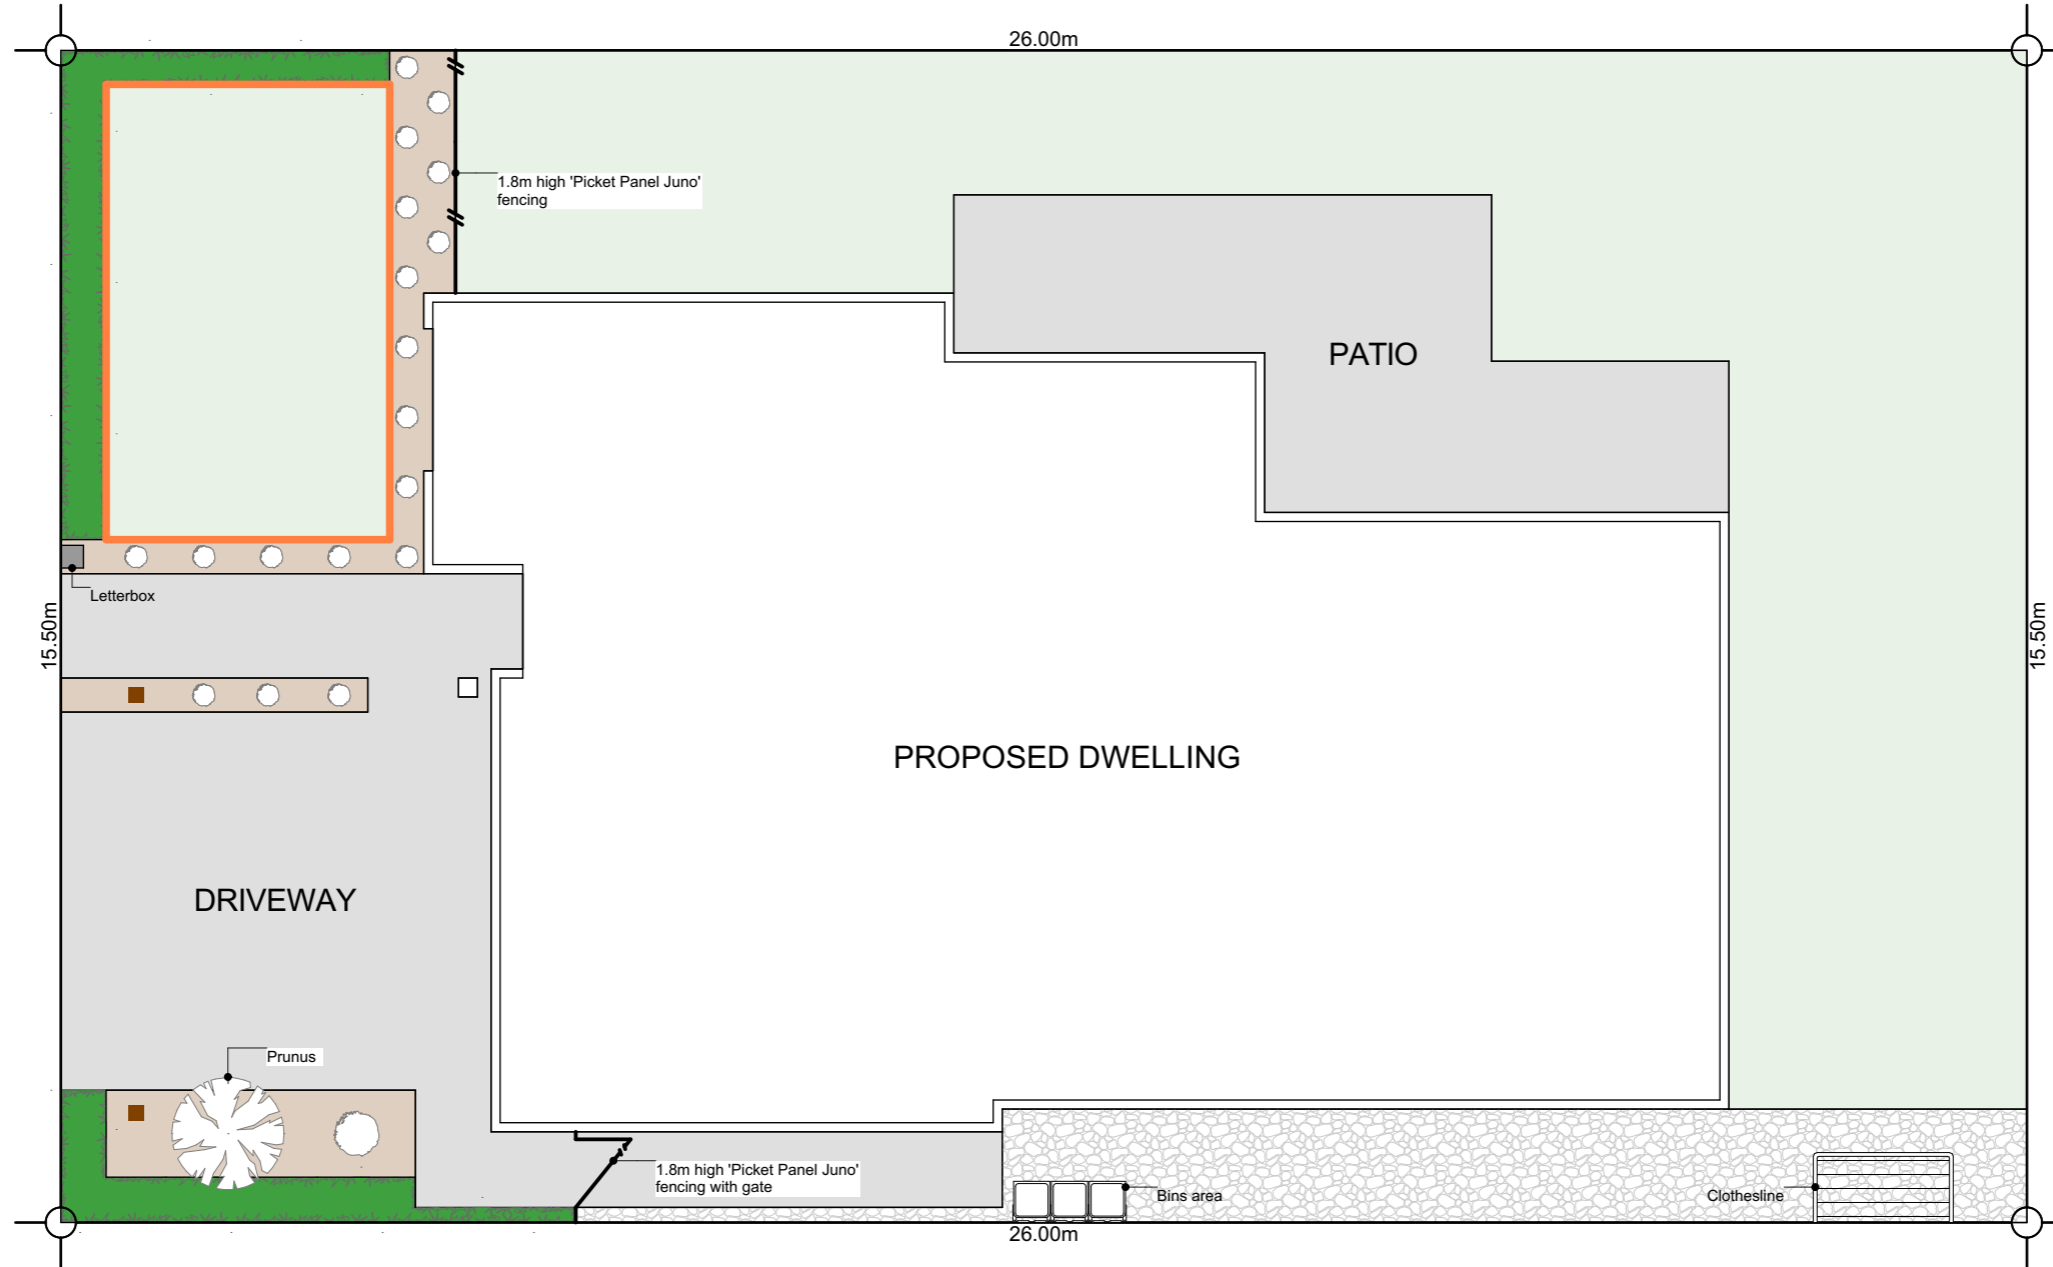 26.00m
1.8m high 'Picket Panel Juno'
fencing
PATIO
Letterbox
15.50m
15.50m
PROPOSED DWELLING
DRIVEWAY
Prunus
1.8m high 'Picket Panel Juno'
fencing with gate
Bins area
Clothesline
26.00m